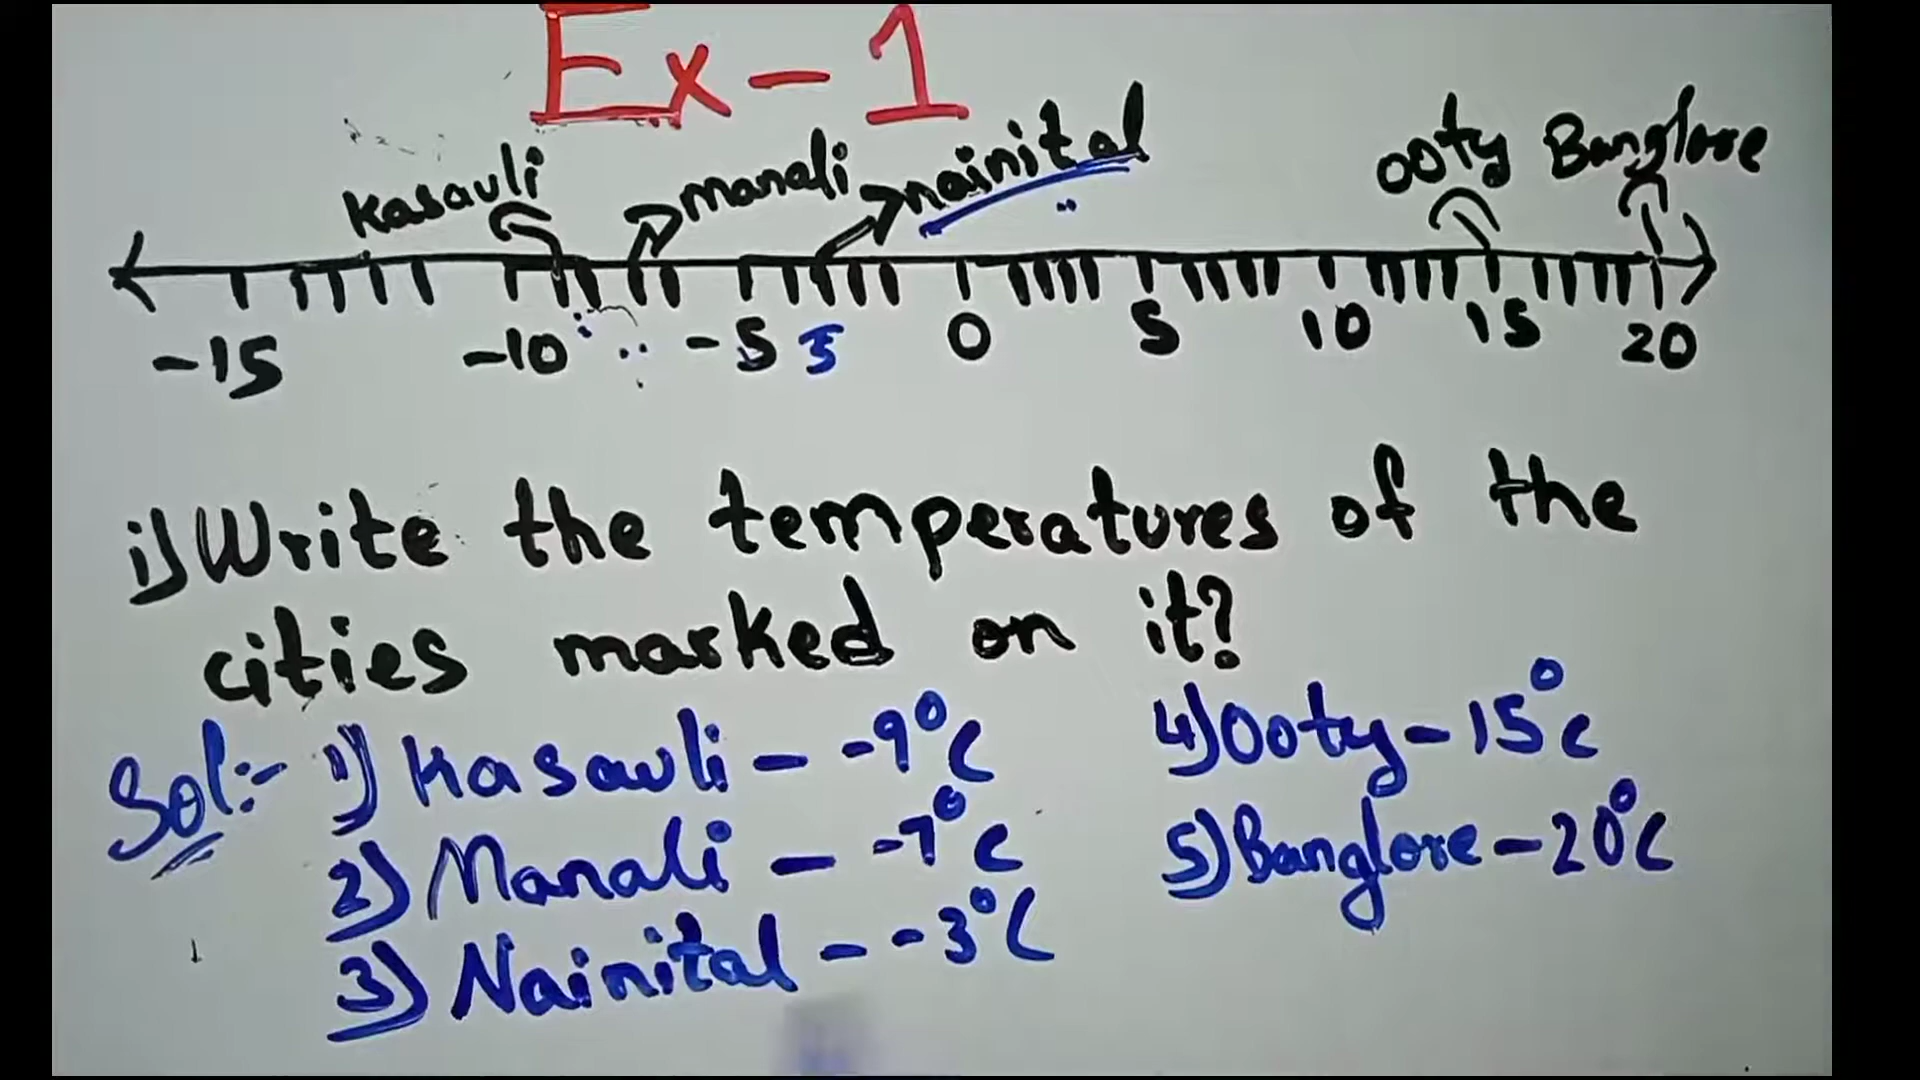 Ex-1
Kasauli manali nainital ooty Banglore
-15 -10 -5 3 0 5 10 15 20
i) Write the temperatures of the
cities marked on it?
Sol:- 1) Kasauli - -9°C
2) Manali - -7°C
3) Nainital - -3°C
4) Ooty - 15°C
5) Banglore - 20°C